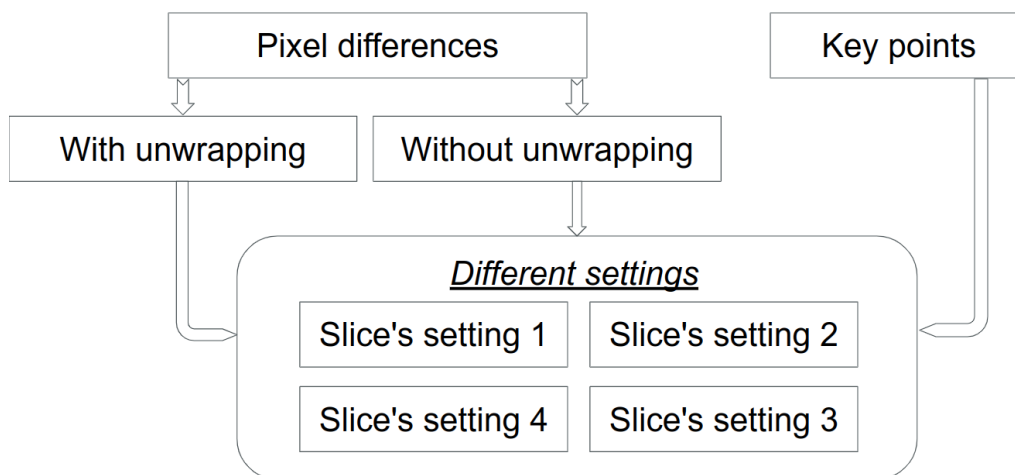 Pixel differences
Key points
With unwrapping
Without unwrapping
Different settings
Slice's setting 1
Slice's setting 2
Slice's setting 4
Slice's setting 3